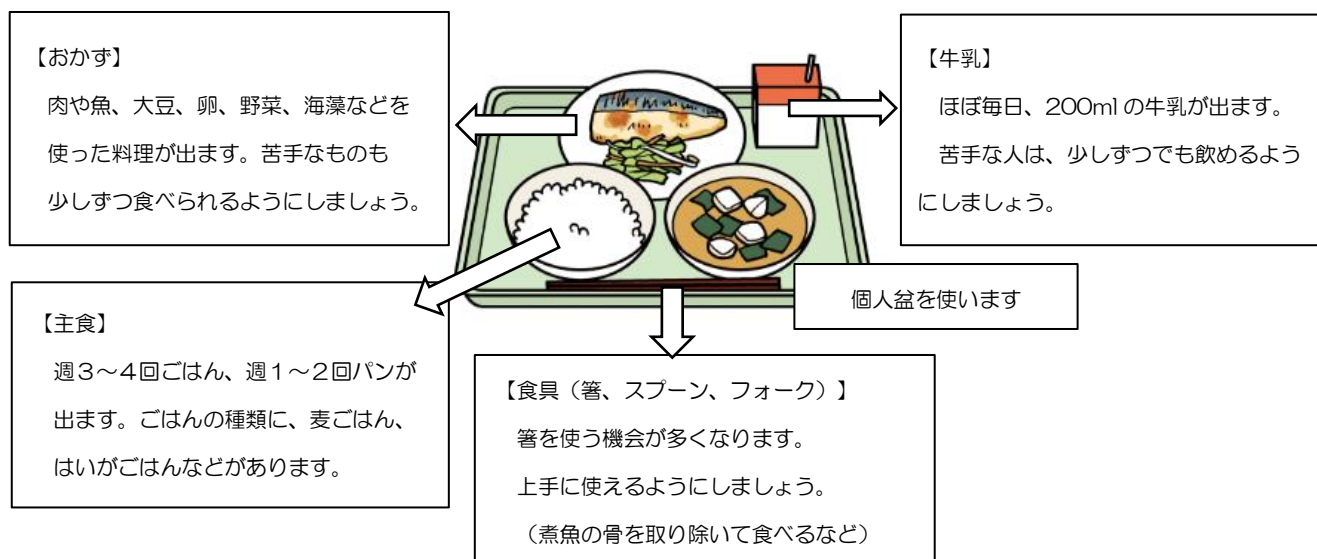 【おかず】
肉や魚、大豆、卵、野菜、海藻などを
使った料理が出ます。苦手なものも
少しずつ食べられるようにしましょう。
【牛乳】
ほぼ毎日、200mlの牛乳が出ます。
苦手な人は、少しずつでも飲めるよう
にしましょう。
個人盆を使います
【主食】
週3～4回ごはん、週1～2回パンが
出ます。ごはんの種類に、麦ごはん、
はいがごはんなどがあります。
【食具(箸、スプーン、フォーク)】
箸を使う機会が多くなります。
上手に使えるようにしましょう。
(煮魚の骨を取り除いて食べるなど)